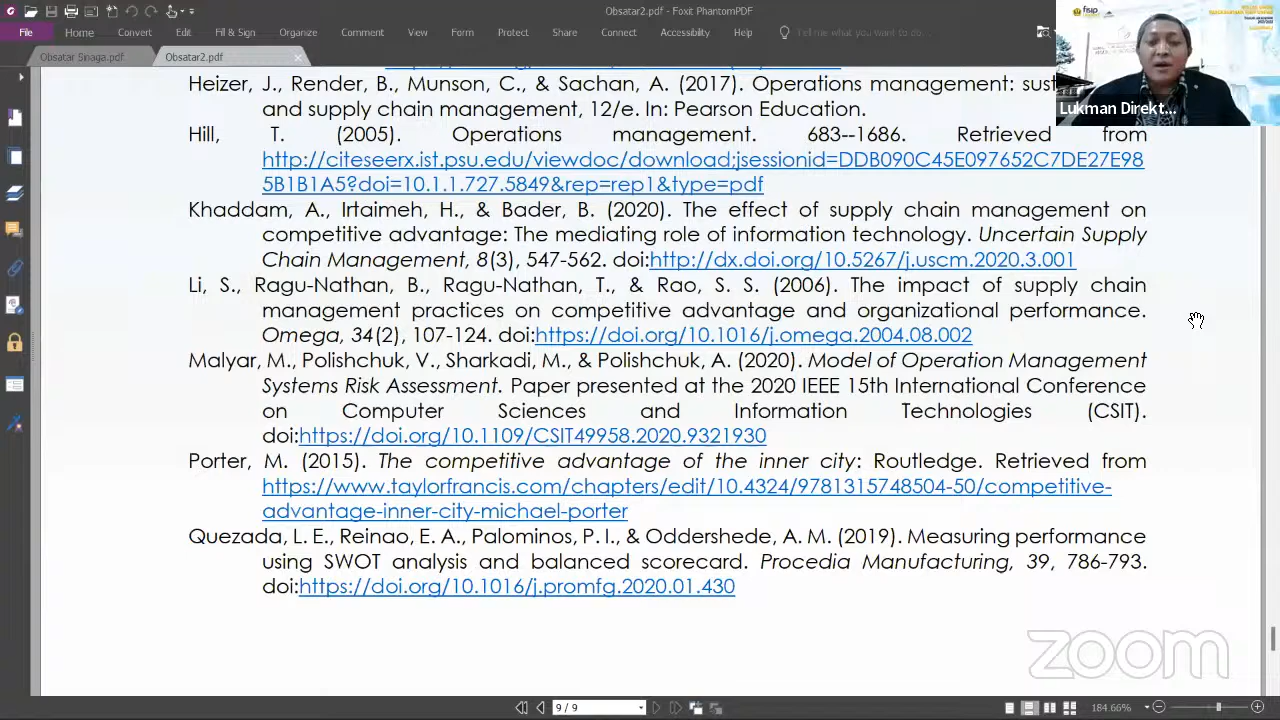 Obsatar2.pdf - Foxit PhantomPDF
File Home Convert Edit Fill & Sign Organize Comment View Form Protect Share Connect Accessibility Help Tell me what you want to do...
Obsatar Sinaga.pdf Obsatar2.pdf
fisip
Lukman Direkt...
Heizer, J., Render, B., Munson, C., & Sachan, A. (2017). Operations management: sust
and supply chain management, 12/e. In: Pearson Education.
Hill, T. (2005). Operations management. 683--1686. Retrieved from
http://citeseerx.ist.psu.edu/viewdoc/download;jsessionid=DDB090C45E097652C7DE27E98
5B1B1A5?doi=10.1.1.727.5849&rep=rep1&type=pdf
Khaddam, A., Irtaimeh, H., & Bader, B. (2020). The effect of supply chain management on
competitive advantage: The mediating role of information technology. Uncertain Supply
Chain Management, 8(3), 547-562. doi:http://dx.doi.org/10.5267/j.uscm.2020.3.001
Li, S., Ragu-Nathan, B., Ragu-Nathan, T., & Rao, S. S. (2006). The impact of supply chain
management practices on competitive advantage and organizational performance.
Omega, 34(2), 107-124. doi:https://doi.org/10.1016/j.omega.2004.08.002
Malyar, M., Polishchuk, V., Sharkadi, M., & Polishchuk, A. (2020). Model of Operation Management
Systems Risk Assessment. Paper presented at the 2020 IEEE 15th International Conference
on Computer Sciences and Information Technologies (CSIT).
doi:https://doi.org/10.1109/CSIT49958.2020.9321930
Porter, M. (2015). The competitive advantage of the inner city: Routledge. Retrieved from
https://www.taylorfrancis.com/chapters/edit/10.4324/9781315748504-50/competitive-
advantage-inner-city-michael-porter
Quezada, L. E., Reinao, E. A., Palominos, P. I., & Oddershede, A. M. (2019). Measuring performance
using SWOT analysis and balanced scorecard. Procedia Manufacturing, 39, 786-793.
doi:https://doi.org/10.1016/j.promfg.2020.01.430
zoom
9 / 9 184.66%